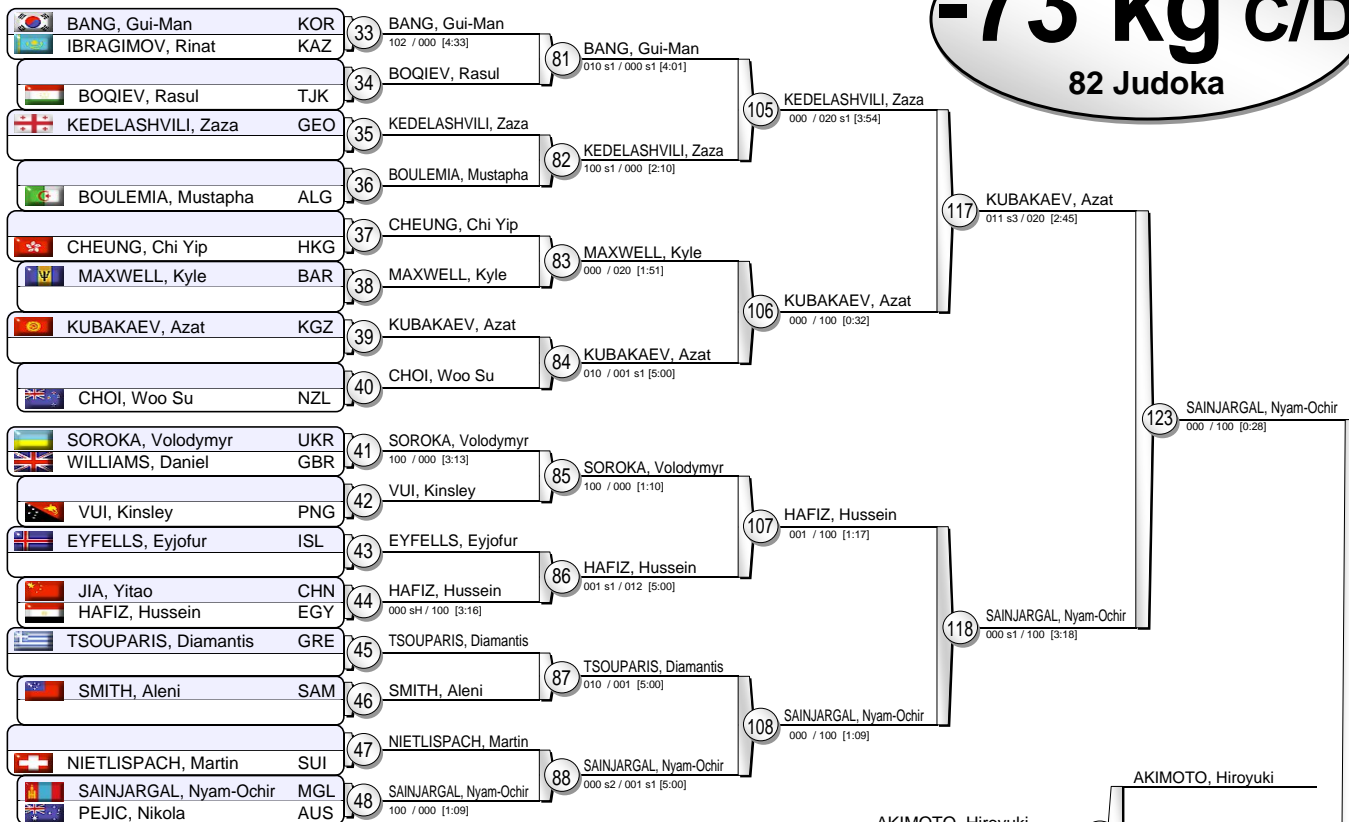 -73 kg C/D
82 Judoka
BANG, Gui-Man KOR
IBRAGIMOV, Rinat KAZ
BOQIEV, Rasul TJK
KEDELASHVILI, Zaza GEO
BOULEMIA, Mustapha ALG
CHEUNG, Chi Yip HKG
MAXWELL, Kyle BAR
KUBAKAEV, Azat KGZ
CHOI, Woo Su NZL
SOROKA, Volodymyr UKR
WILLIAMS, Daniel GBR
VUI, Kinsley PNG
EYFELLS, Eyjofur ISL
JIA, Yitao CHN
HAFIZ, Hussein EGY
TSOUPARIS, Diamantis GRE
SMITH, Aleni SAM
NIETLISPACH, Martin SUI
SAINJARGAL, Nyam-Ochir MGL
PEJIC, Nikola AUS
33 BANG, Gui-Man
102 / 000 [4:33]
34 BOQIEV, Rasul
35 KEDELASHVILI, Zaza
36 BOULEMIA, Mustapha
37 CHEUNG, Chi Yip
38 MAXWELL, Kyle
39 KUBAKAEV, Azat
40 CHOI, Woo Su
41 SOROKA, Volodymyr
100 / 000 [3:13]
42 VUI, Kinsley
43 EYFELLS, Eyjofur
44 HAFIZ, Hussein
000 sH / 100 [3:16]
45 TSOUPARIS, Diamantis
46 SMITH, Aleni
47 NIETLISPACH, Martin
48 SAINJARGAL, Nyam-Ochir
100 / 000 [1:09]
81 BANG, Gui-Man
010 s1 / 000 s1 [4:01]
82 KEDELASHVILI, Zaza
100 s1 / 000 [2:10]
83 MAXWELL, Kyle
000 / 020 [1:51]
84 KUBAKAEV, Azat
010 / 001 s1 [5:00]
85 SOROKA, Volodymyr
100 / 000 [1:10]
86 HAFIZ, Hussein
001 s1 / 012 [5:00]
87 TSOUPARIS, Diamantis
010 / 001 [5:00]
88 SAINJARGAL, Nyam-Ochir
000 s2 / 001 s1 [5:00]
105 KEDELASHVILI, Zaza
000 / 020 s1 [3:54]
106 KUBAKAEV, Azat
000 / 100 [0:32]
107 HAFIZ, Hussein
001 / 100 [1:17]
108 SAINJARGAL, Nyam-Ochir
000 / 100 [1:09]
117 KUBAKAEV, Azat
011 s3 / 020 [2:45]
118 SAINJARGAL, Nyam-Ochir
000 s1 / 100 [3:18]
123 SAINJARGAL, Nyam-Ochir
000 / 100 [0:28]
AKIMOTO, Hiroyuki
AKIMOTO, Hiroyuki